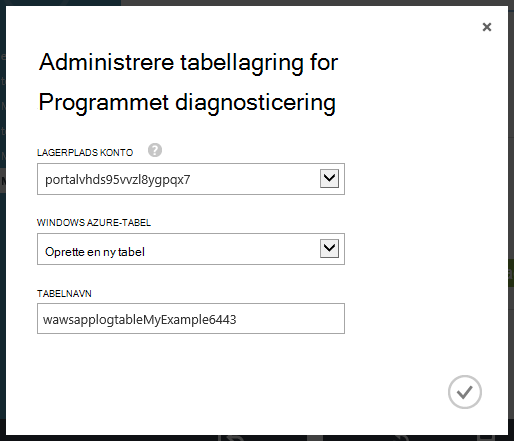 Administrere tabellagring for
Programmet diagnosticering
LAGERPLADS KONTO ?
portalvhds95vvzl8ygpqx7
WINDOWS AZURE-TABEL
Oprette en ny tabel
TABELNAVN
wawsapplogtableMyExample6443